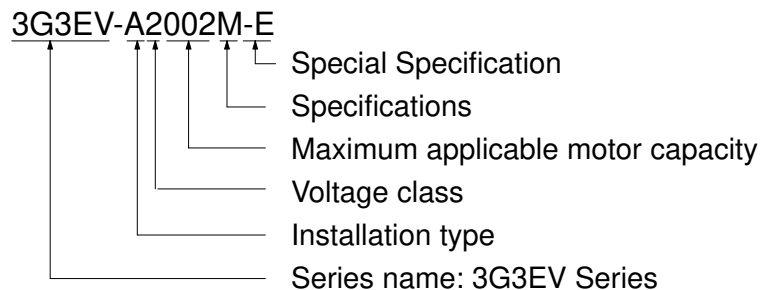 3G3EV-A2002M-E
Special Specification
Specifications
Maximum applicable motor capacity
Voltage class
Installation type
Series name: 3G3EV Series